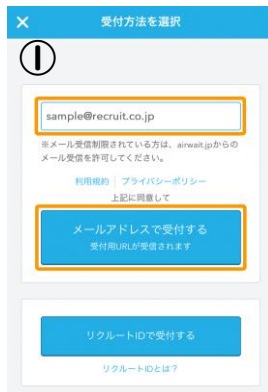 × 受付方法を選択
①
sample@recruit.co.jp
※メール受信制限されている方は、airwait.jpからの
メール受信を許可してください。
利用規約 | プライバシーポリシー
上記に同意して
メールアドレスで受付する
受付用URLが受信されます
リクルートIDで受付する
リクルートIDとは？